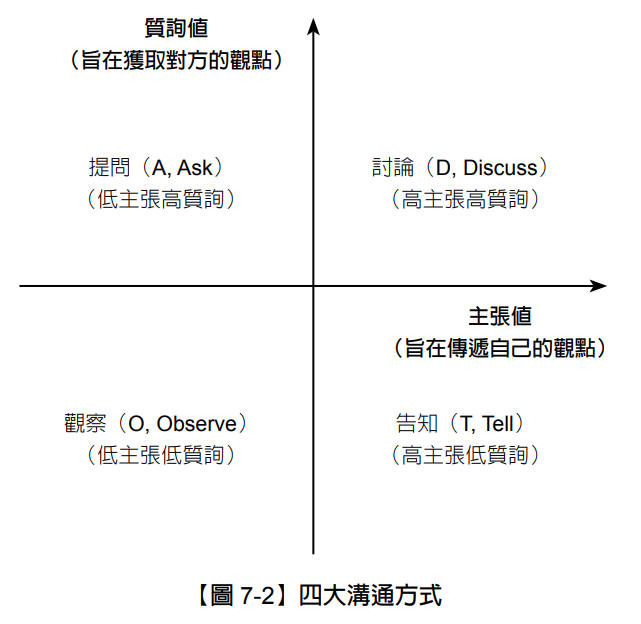 質詢值
（旨在獲取對方的觀點）
提問（A, Ask）
（低主張高質詢）
討論（D, Discuss）
（高主張高質詢）
主張值
（旨在傳遞自己的觀點）
觀察（O, Observe）
（低主張低質詢）
告知（T, Tell）
（高主張低質詢）
【圖 7-2】四大溝通方式